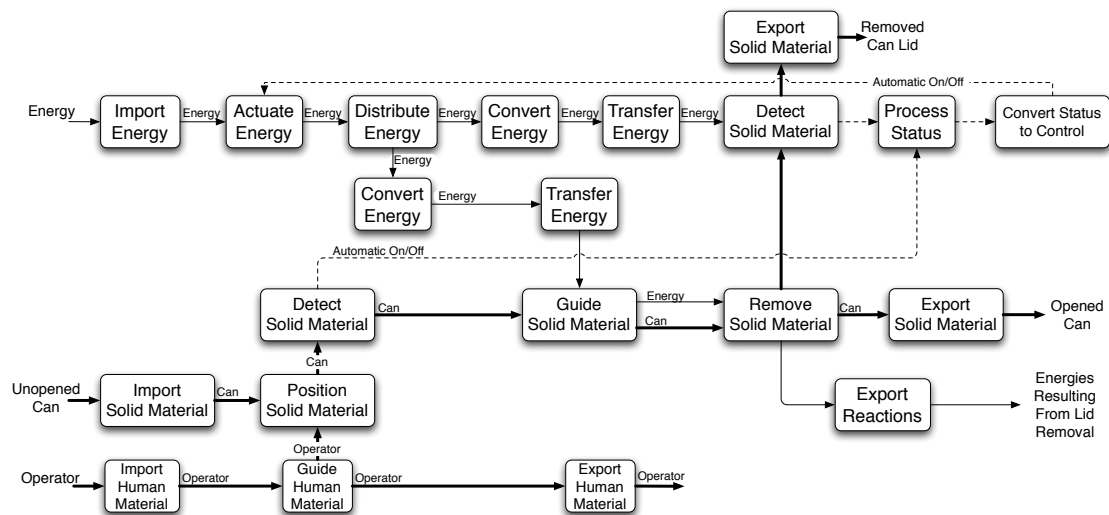 Export
Solid Material
Removed
Can Lid
Automatic On/Off
Energy
Import
Energy
Energy
Actuate
Energy
Energy
Distribute
Energy
Energy
Convert
Energy
Energy
Transfer
Energy
Energy
Detect
Solid Material
Process
Status
Convert Status
to Control
Energy
Convert
Energy
Energy
Transfer
Energy
Automatic On/Off
Detect
Solid Material
Can
Guide
Solid Material
Energy
Can
Remove
Solid Material
Can
Export
Solid Material
Opened
Can
Can
Unopened
Can
Import
Solid Material
Can
Position
Solid Material
Export
Reactions
Energies
Resulting
From Lid
Removal
Operator
Operator
Import
Human
Material
Operator
Guide
Human
Material
Operator
Export
Human
Material
Operator